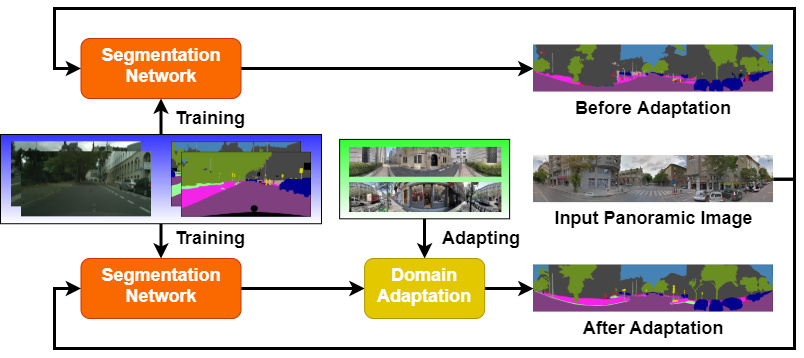 Segmentation
Network
Before Adaptation
Training
Input Panoramic Image
Training
Adapting
Segmentation
Network
Domain
Adaptation
After Adaptation